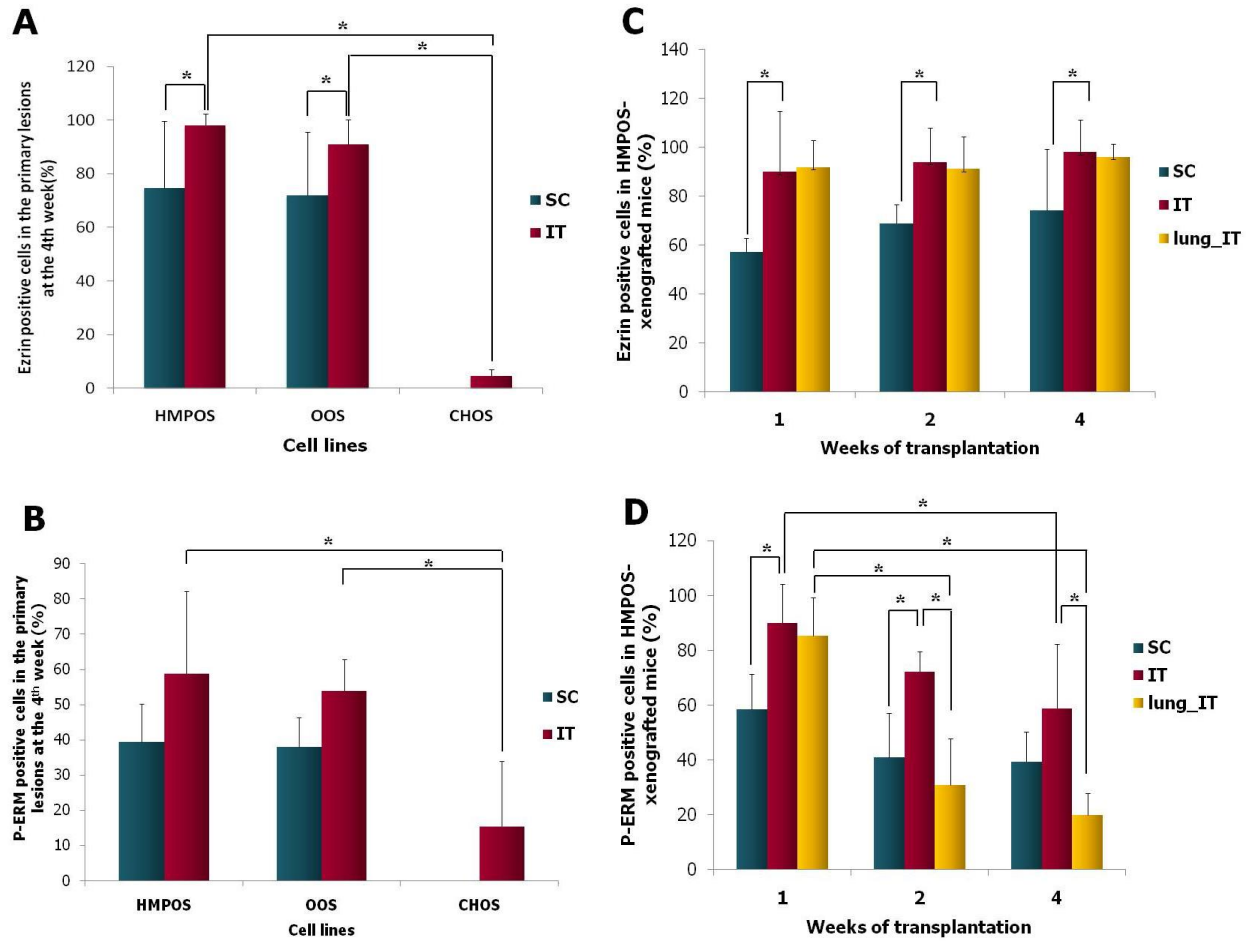 A
Ezrin positive cells in the primary lesions
at the 4th week(%)
120
100
80
60
40
20
0
*
*
*
*
HMPOS
OOS
CHOS
Cell lines
SC
IT
C
Ezrin positive cells in HMPOS-
xenografted mice (%)
140
120
100
80
60
40
20
0
*
*
*
1
2
4
Weeks of transplantation
SC
IT
lung_IT
B
P-ERM positive cells in the primary
lesions at the 4th week (%)
90
80
70
60
50
40
30
20
10
0
*
*
HMPOS
OOS
CHOS
Cell lines
SC
IT
D
P-ERM positive cells in HMPOS-
xenografted mice (%)
120
100
80
60
40
20
0
*
*
*
*
*
*
*
1
2
4
Weeks of transplantation
SC
IT
lung_IT